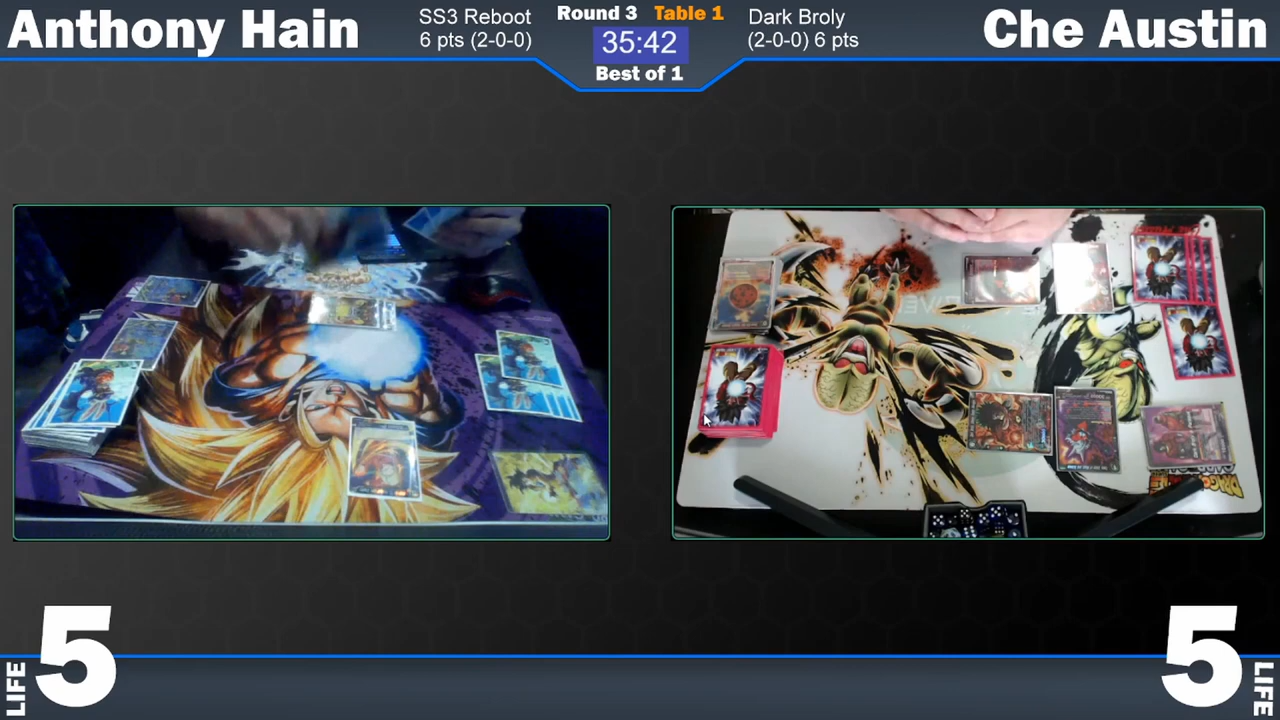 Anthony Hain
SS3 Reboot
6 pts (2-0-0)
Round 3 Table 1
35:42
Best of 1
Dark Broly
(2-0-0) 6 pts
Che Austin
LIFE
5
5
LIFE